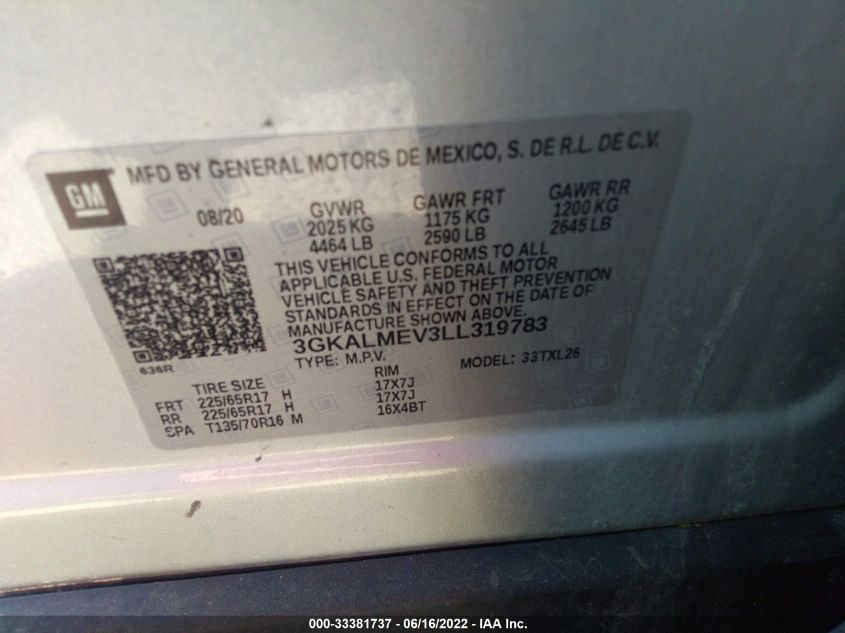 GM
MFD BY GENERAL MOTORS DE MEXICO, S. DE R.L. DE C.V.
08/20 GVWR GAWR FRT GAWR RR
2025 KG 1175 KG 1200 KG
4464 LB 2590 LB 2645 LB
THIS VEHICLE CONFORMS TO ALL
APPLICABLE U.S. FEDERAL MOTOR
VEHICLE SAFETY AND THEFT PREVENTION
STANDARDS IN EFFECT ON THE DATE OF
MANUFACTURE SHOWN ABOVE.
3GKALMEV3LL319783
636R TYPE: M.P.V. MODEL: 33TXL26
TIRE SIZE RIM
FRT 225/65R17 H 17X7J
RR 225/65R17 H 17X7J
SPA T135/70R16 M 16X4BT
000-33381737 - 06/16/2022 - IAA Inc.